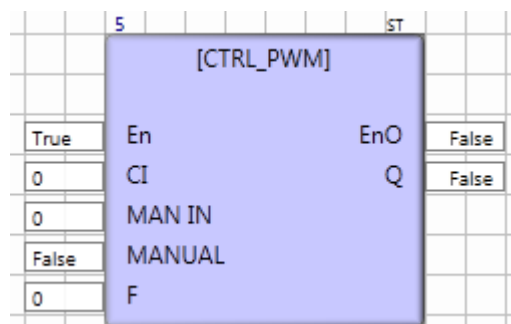 5 ST
[CTRL_PWM]
True En EnO False
0 CI Q False
0 MAN IN
False MANUAL
0 F